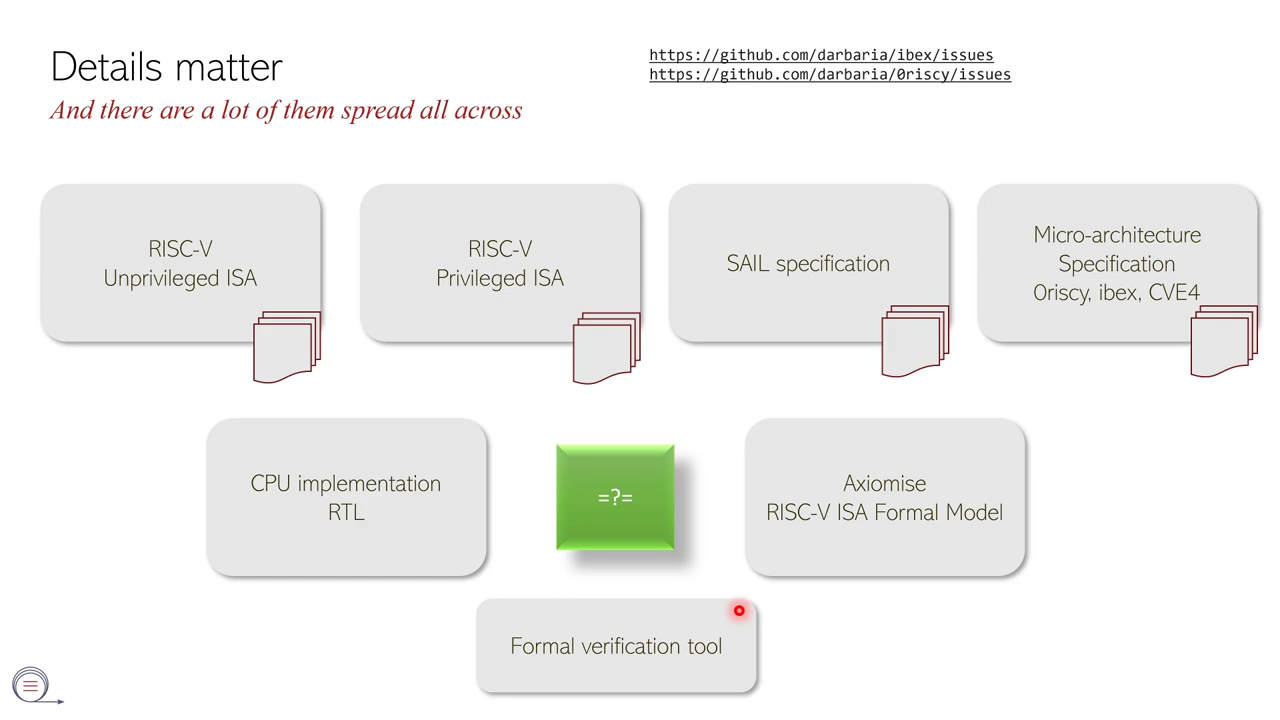 Details matter
And there are a lot of them spread all across
https://github.com/darbaria/ibex/issues
https://github.com/darbaria/0riscy/issues
RISC-V
Unprivileged ISA
RISC-V
Privileged ISA
SAIL specification
Micro-architecture
Specification
0riscy, ibex, CVE4
CPU implementation
RTL
=?=
Axiomise
RISC-V ISA Formal Model
Formal verification tool